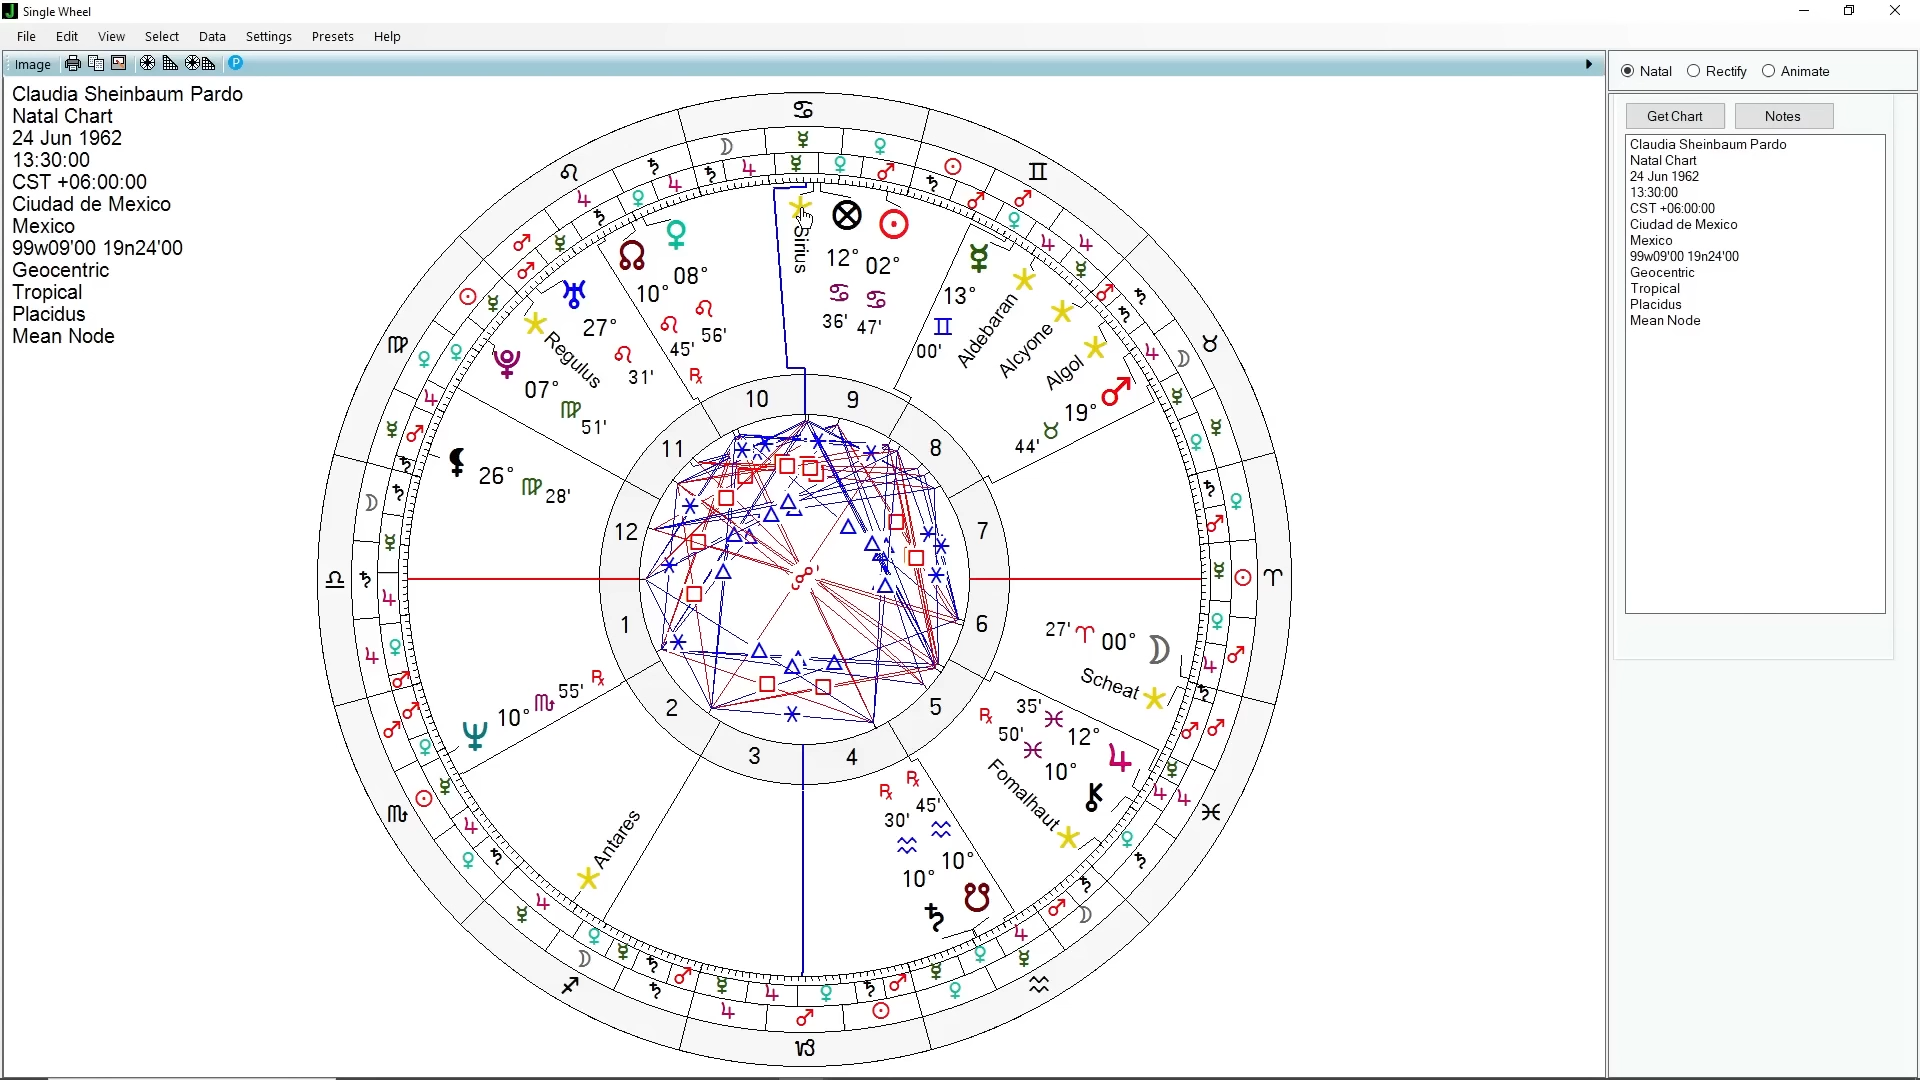 Single Wheel
File Edit View Select Data Settings Presets Help
Image P
Natal Rectify Animate
Get Chart Notes
Claudia Sheinbaum Pardo
Natal Chart
24 Jun 1962
13:30:00
CST +06:00:00
Ciudad de Mexico
Mexico
99w09'00 19n24'00
Geocentric
Tropical
Placidus
Mean Node
Claudia Sheinbaum Pardo
Natal Chart
24 Jun 1962
13:30:00
CST +06:00:00
Ciudad de Mexico
Mexico
99w09'00 19n24'00
Geocentric
Tropical
Placidus
Mean Node
Sirius
12° ♋ 36'
02° ♋ 47'
13° ♊ 00'
Aldebaran
Alcyone
Algol
19° ♉ 44'
08° ♌ 56'
10° ♌ 45' ℞
27° ♌ 31'
Regulus
07° ♍ 51'
26° ♍ 28'
27' ♈ 00°
Scheat
℞ 35' ♓ 12°
50' ♓ 10°
Fomalhaut
℞ 45' ♒ 10°
℞ 30' ♒ 10°
10° ♏ 55' ℞
Antares
10 9
11 8
12 7
1 6
2 5
3 4